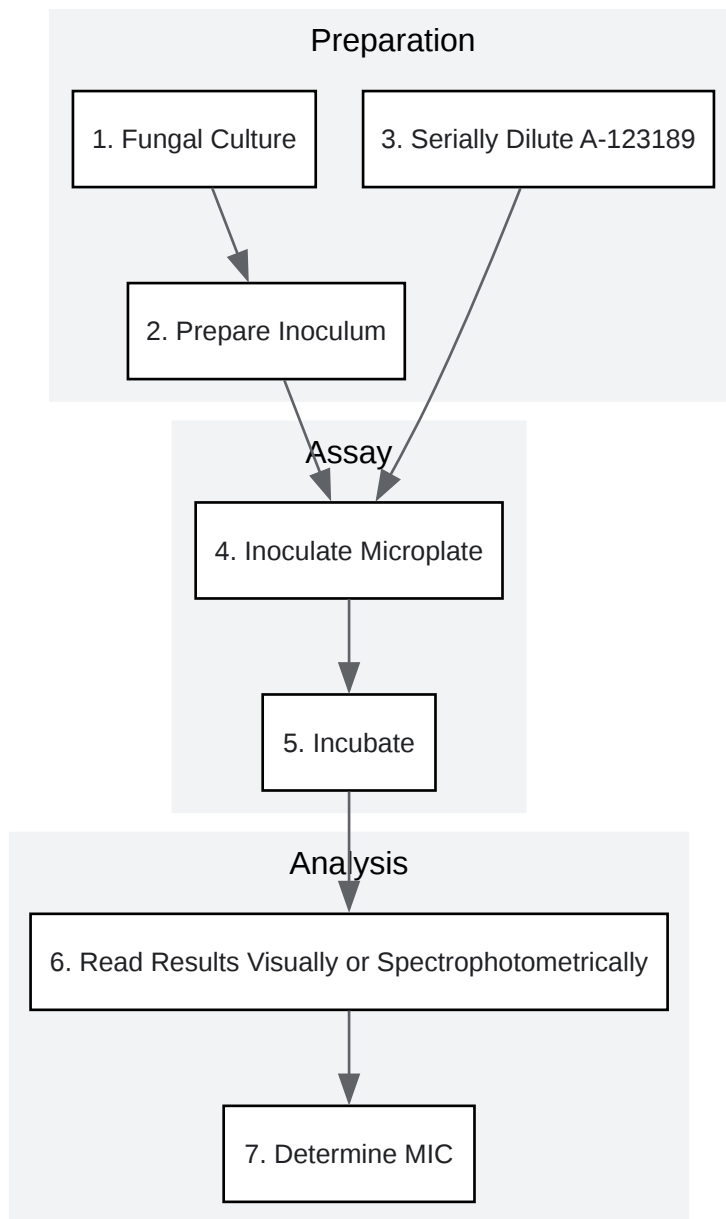 Preparation
1. Fungal Culture
3. Serially Dilute A-123189
2. Prepare Inoculum
Assay
4. Inoculate Microplate
5. Incubate
Analysis
6. Read Results Visually or Spectrophotometrically
7. Determine MIC